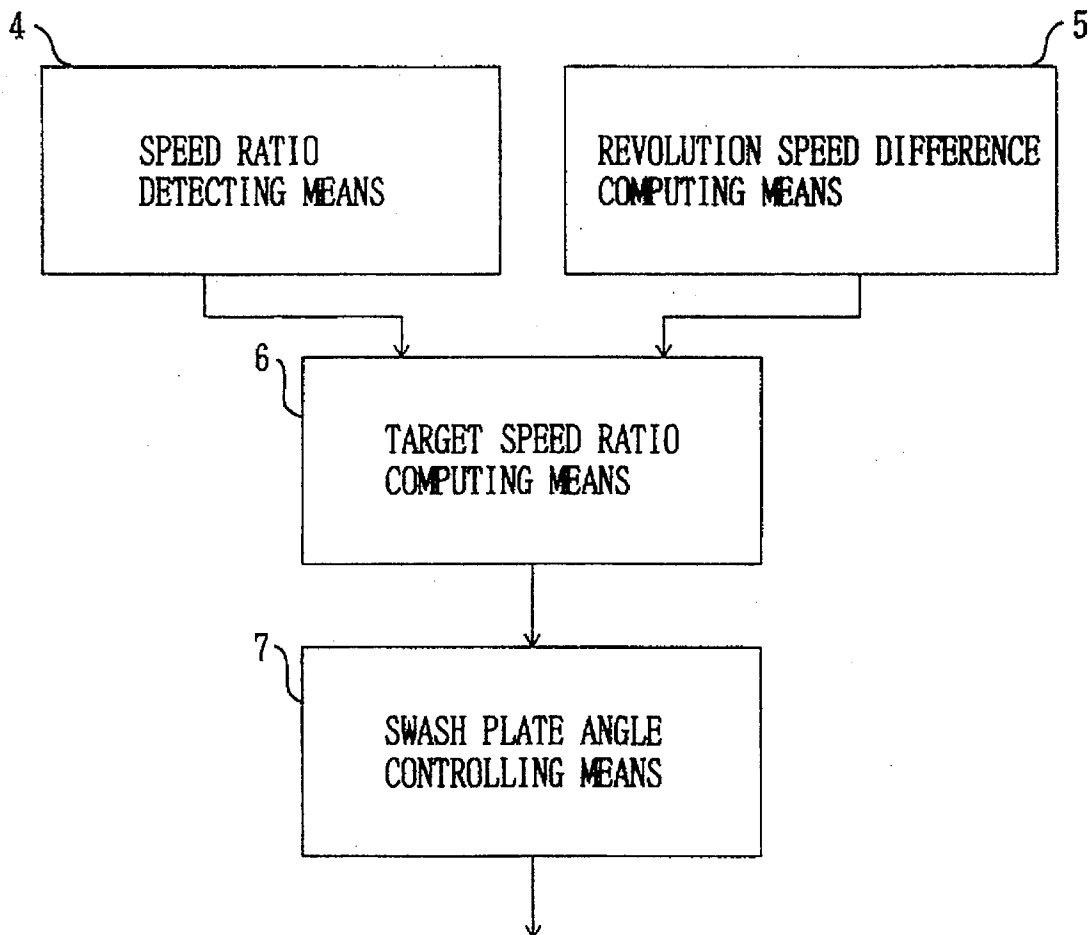 4
5
SPEED RATIO
DETECTING MEANS
REVOLUTION SPEED DIFFERENCE
COMPUTING MEANS
6
TARGET SPEED RATIO
COMPUTING MEANS
7
SWASH PLATE ANGLE
CONTROLLING MEANS